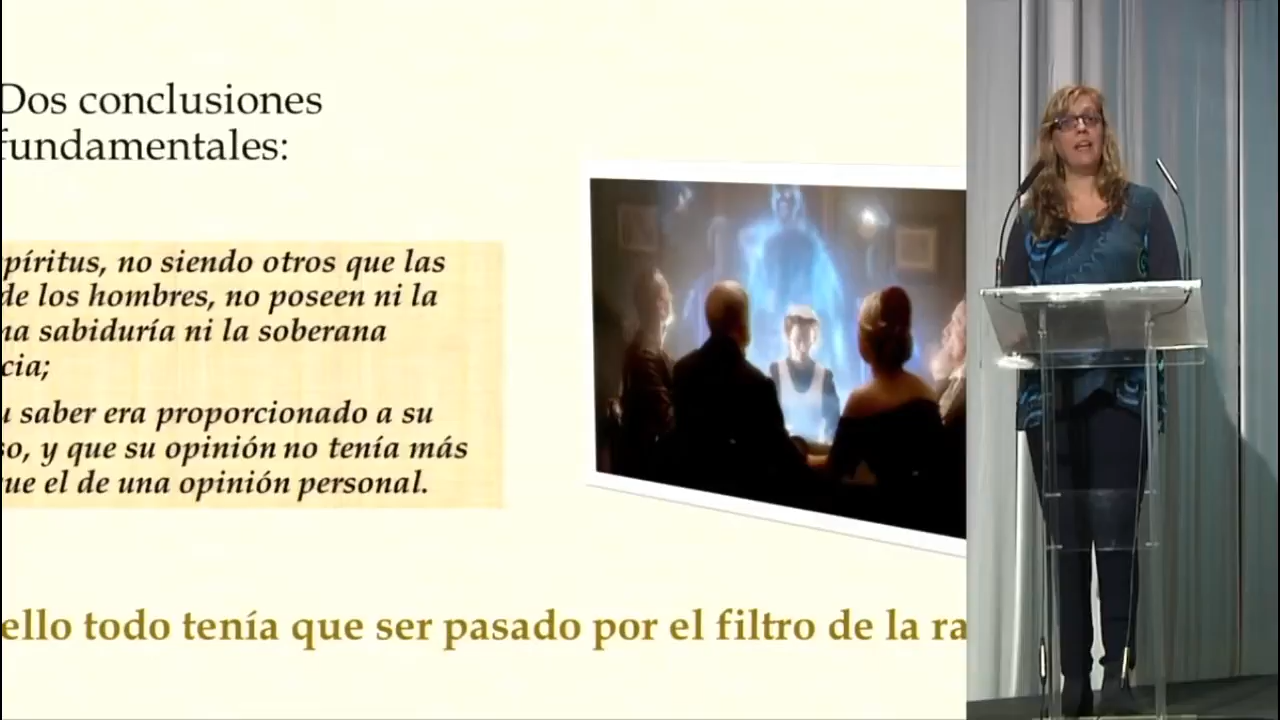 Dos conclusiones
fundamentales:
píritus, no siendo otros que las
de los hombres, no poseen ni la
na sabiduría ni la soberana
cia;
u saber era proporcionado a su
so, y que su opinión no tenía más
ue el de una opinión personal.
ello todo tenía que ser pasado por el filtro de la ra